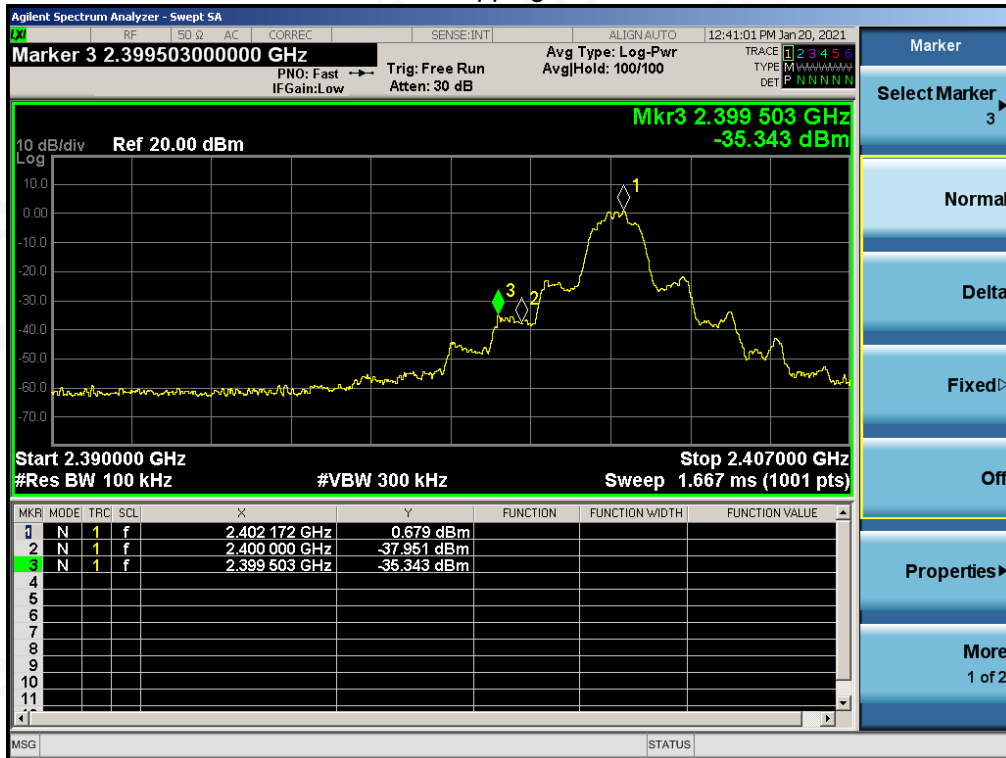 Agilent Spectrum Analyzer - Swept SA
LXI RF 50 Ω AC CORREC SENSE:INT ALIGN AUTO 12:41:01 PM Jan 20, 2021
Marker 3 2.399503000000 GHz
PNO: Fast
IFGain:Low
Trig: Free Run
Atten: 30 dB
Avg Type: Log-Pwr
Avg|Hold: 100/100
TRACE 1 2 3 4 5 6
TYPE M WWWWW
DET P N N N N N
Mkr3 2.399 503 GHz
-35.343 dBm
10 dB/div Ref 20.00 dBm
Log
10.0
0.00
-10.0
-20.0
-30.0
-40.0
-50.0
-60.0
-70.0
1
3
2
Start 2.390000 GHz Stop 2.407000 GHz
#Res BW 100 kHz #VBW 300 kHz Sweep 1.667 ms (1001 pts)
MKR MODE TRC SCL X Y FUNCTION FUNCTION WIDTH FUNCTION VALUE
1 N 1 f 2.402 172 GHz 0.679 dBm
2 N 1 f 2.400 000 GHz -37.951 dBm
3 N 1 f 2.399 503 GHz -35.343 dBm
4
5
6
7
8
9
10
11
MSG STATUS
Marker
Select Marker
3
Normal
Delta
Fixed
Off
Properties
More
1 of 2